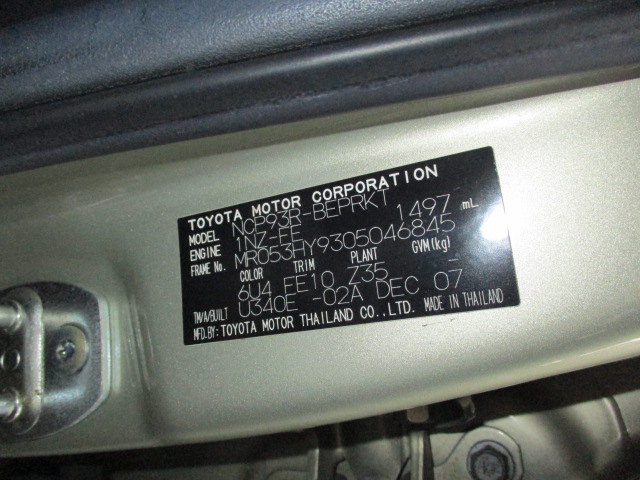 TOYOTA MOTOR CORPORATION
MODEL NCP93R-BEPRKT
ENGINE 1NZ-FE 1497 mL
FRAME No. MR053HY9305046845
COLOR TRIM PLANT GVM(kg)
6U4 FE10 Z35 -
TM/A/BUILT U340E -02A DEC 07
MFD.BY: TOYOTA MOTOR THAILAND CO.,LTD. MADE IN THAILAND